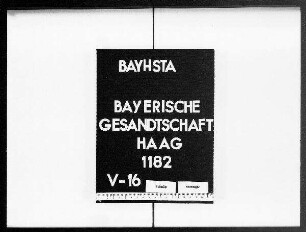 BAYHSTA
BAYERISCHE
GESANDTSCHAFT
HAAG
1182
V-16